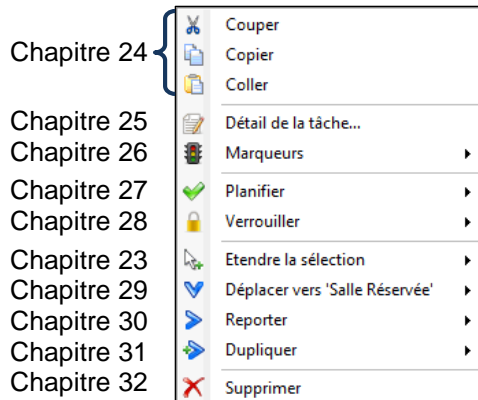 Chapitre 24
Couper
Copier
Coller
Chapitre 25 Détail de la tâche...
Chapitre 26 Marqueurs
Chapitre 27 Planifier
Chapitre 28 Verrouiller
Chapitre 23 Etendre la sélection
Chapitre 29 Déplacer vers 'Salle Réservée'
Chapitre 30 Reporter
Chapitre 31 Dupliquer
Chapitre 32 Supprimer